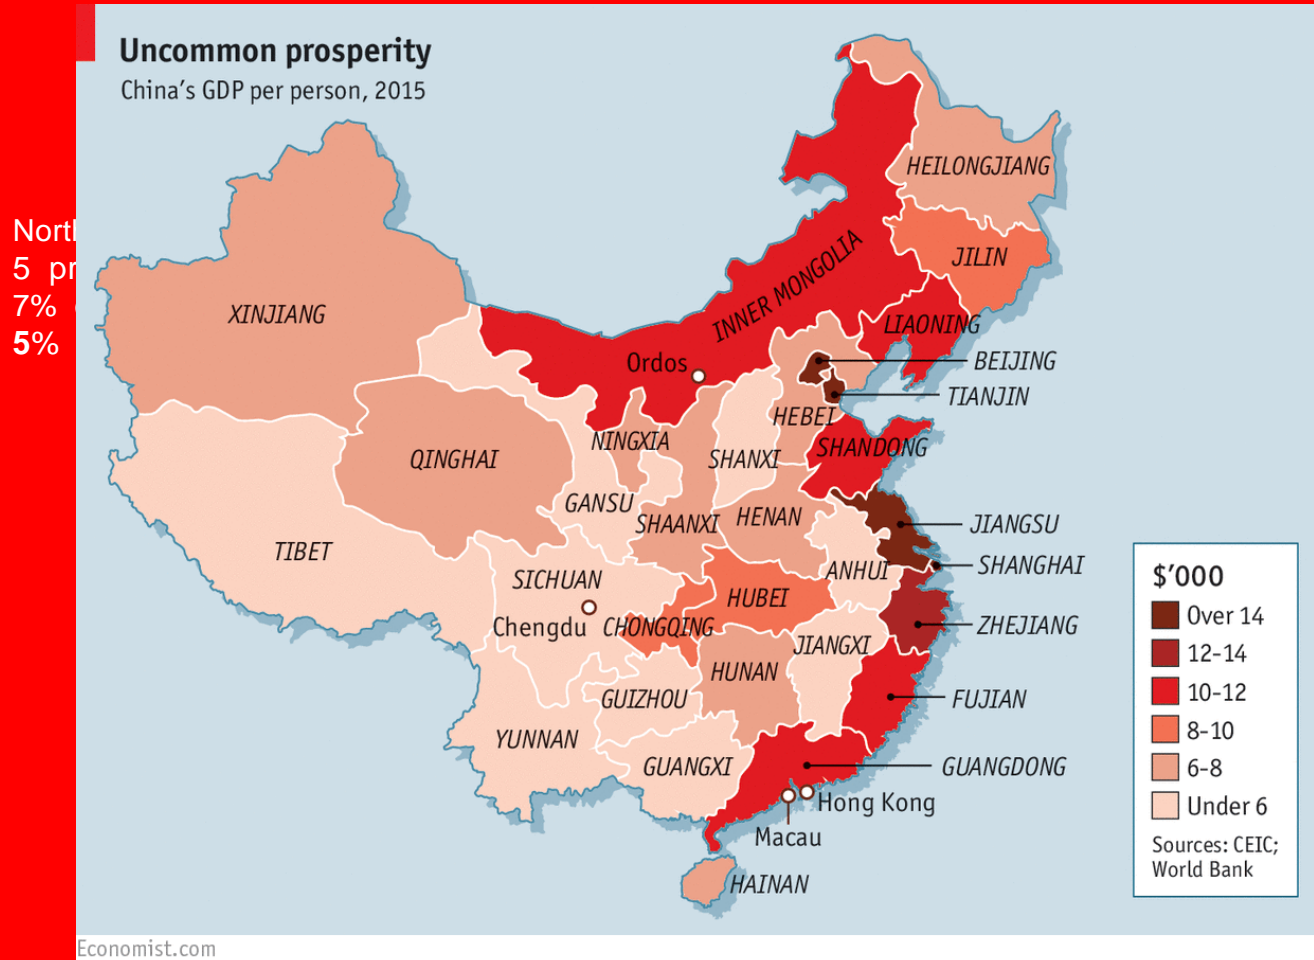 Uncommon prosperity
China's GDP per person, 2015
5
7%
5%
HEILONGJIANG
JILIN
INNER MONGOLIA
XINJIANG
LIAONING
Ordos
BEIJING
TIANJIN
HEBEI
NINGXIA
SHANDONG
QINGHAI
SHANXI
GANSU
SHAANXI
HENAN
JIANGSU
TIBET
SHANGHAI
ANHUI
SICHUAN
HUBEI
Chengdu
CHONGQING
ZHEJIANG
JIANGXI
HUNAN
GUIZHOU
FUJIAN
YUNNAN
GUANGXI
GUANGDONG
Hong Kong
Macau
HAINAN
$'000
Over 14
12-14
10-12
8-10
6-8
Under 6
Sources: CEIC;
World Bank
Economist.com